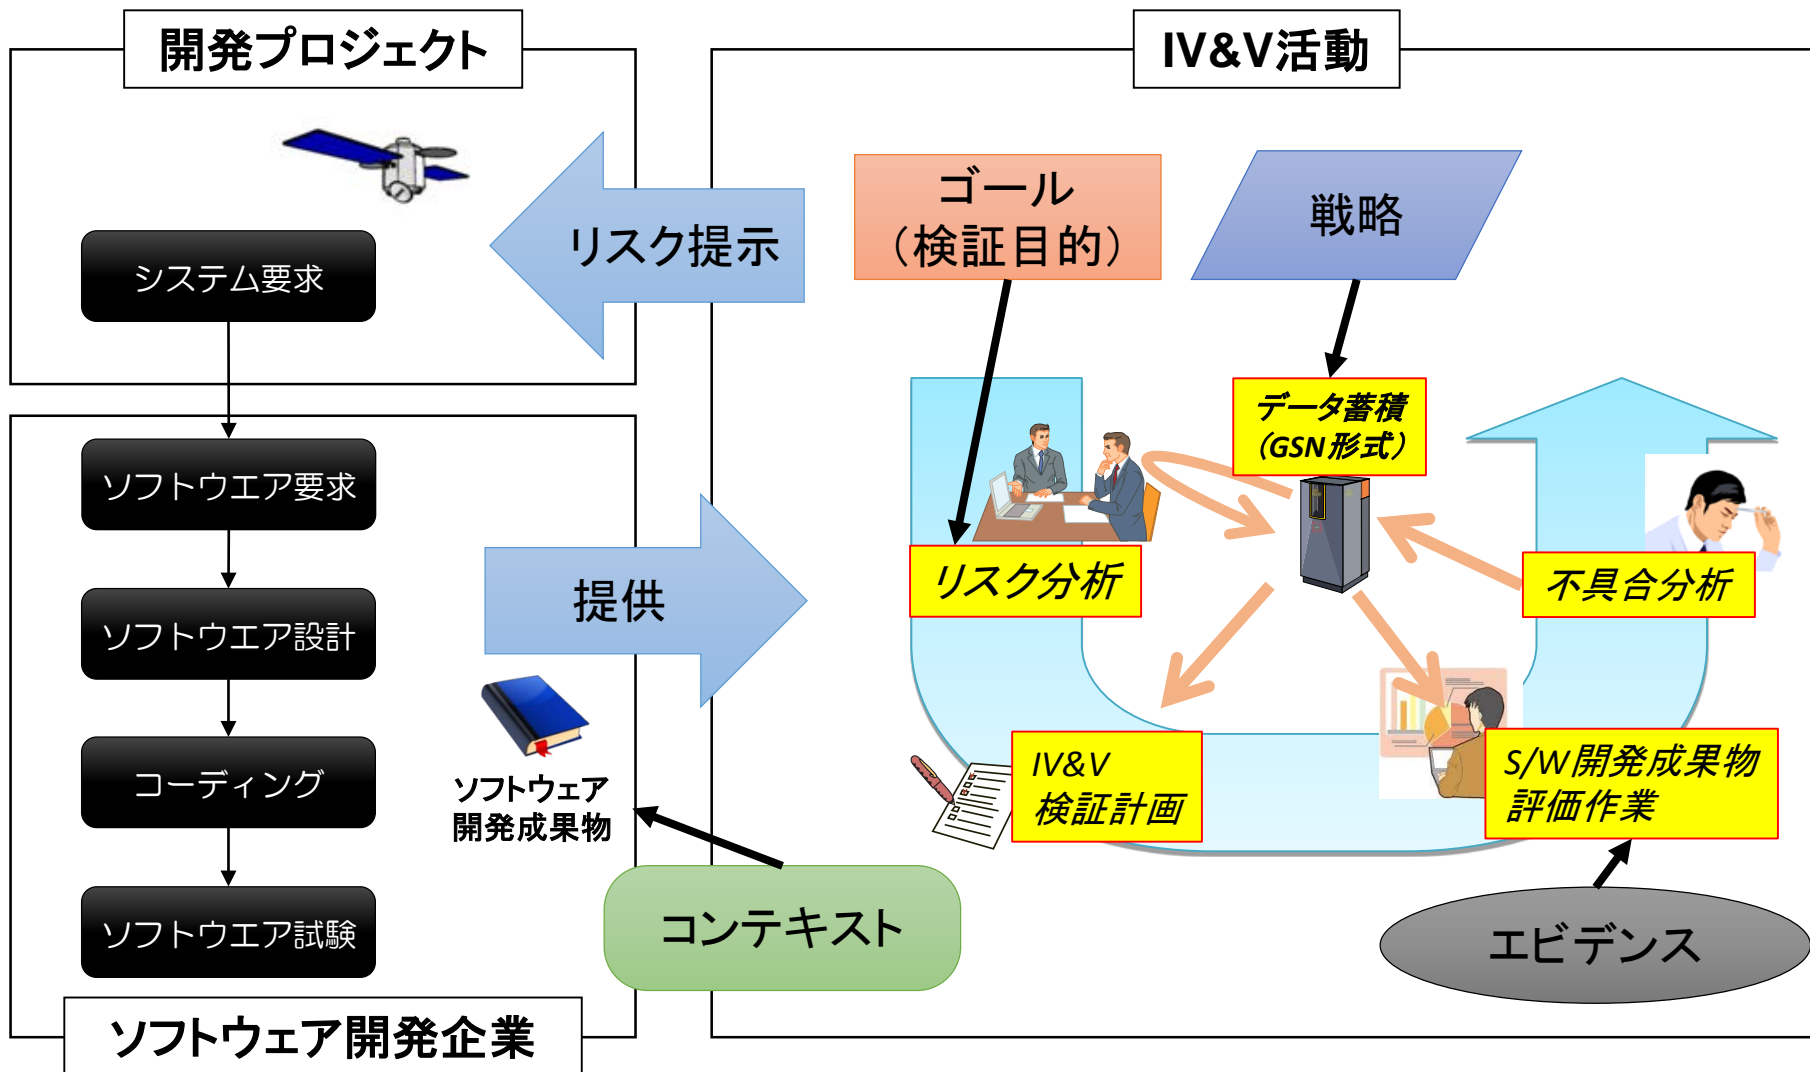 開発プロジェクト
システム要求
リスク提示
ソフトウエア要求
ソフトウエア設計
コーディング
ソフトウエア試験
ソフトウェア開発企業
提供
ソフトウェア
開発成果物
コンテキスト
IV&V活動
ゴール
（検証目的）
戦略
データ蓄積
（GSN形式）
リスク分析
不具合分析
IV&V
検証計画
S/W開発成果物
評価作業
エビデンス